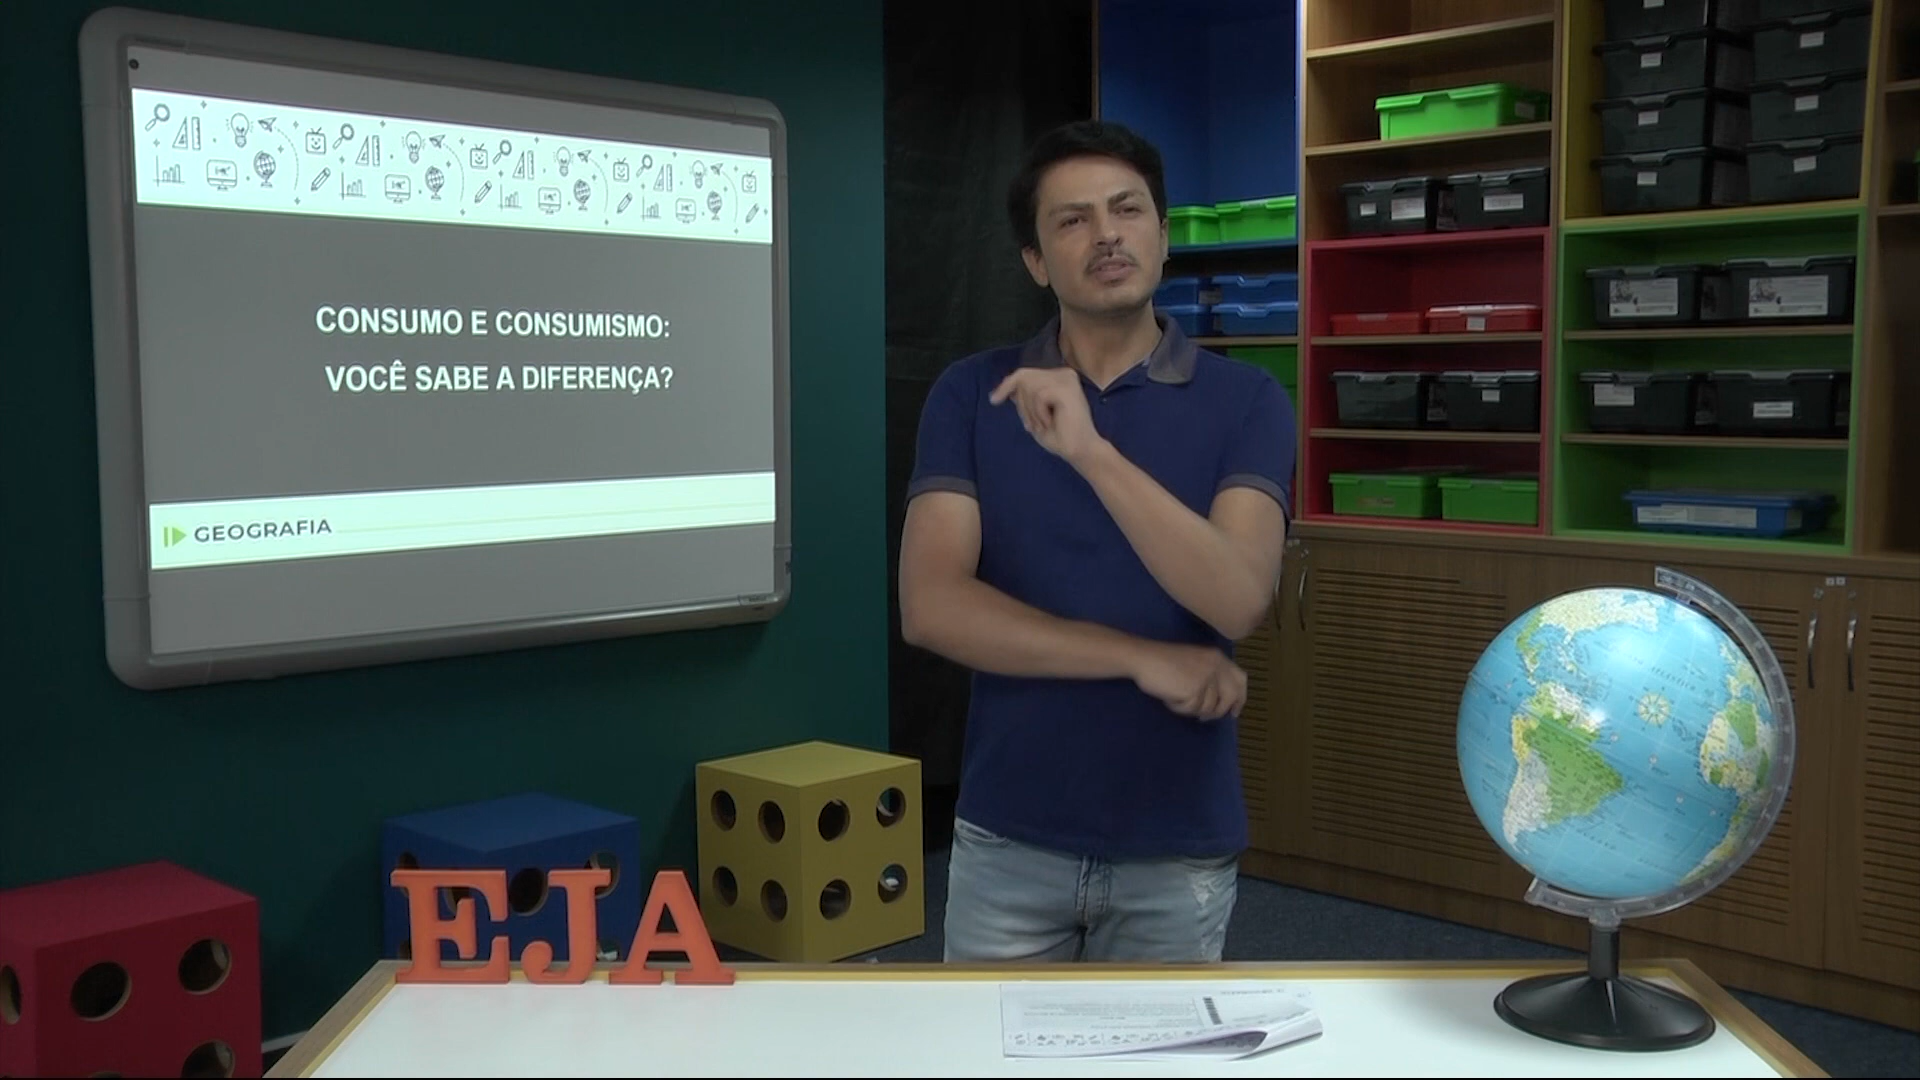 CONSUMO E CONSUMISMO:
VOCÊ SABE A DIFERENÇA?
GEOGRAFIA
EJA